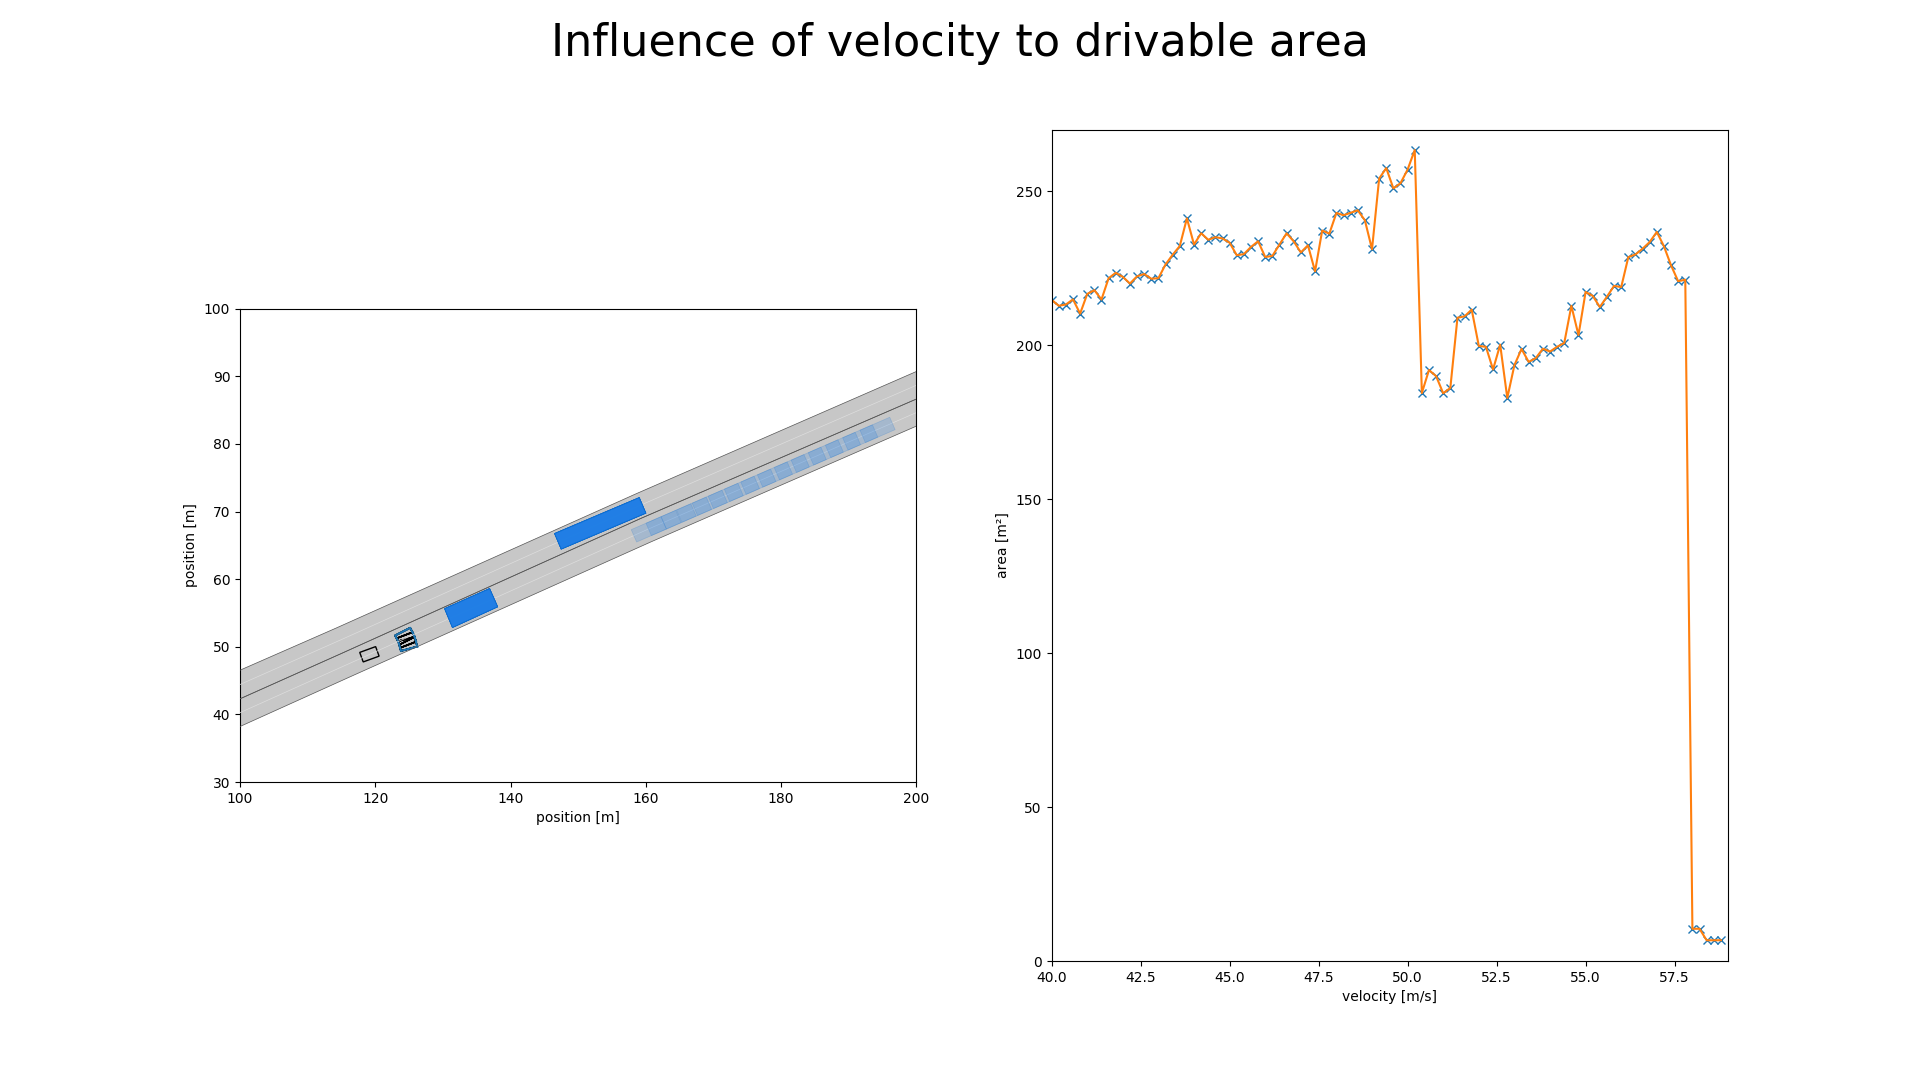 Influence of velocity to drivable area
100
90
80
70
60
50
40
30
position [m]
100 120 140 160 180 200
position [m]
250
200
150
100
50
0
area [m²]
40.0 42.5 45.0 47.5 50.0 52.5 55.0 57.5
velocity [m/s]